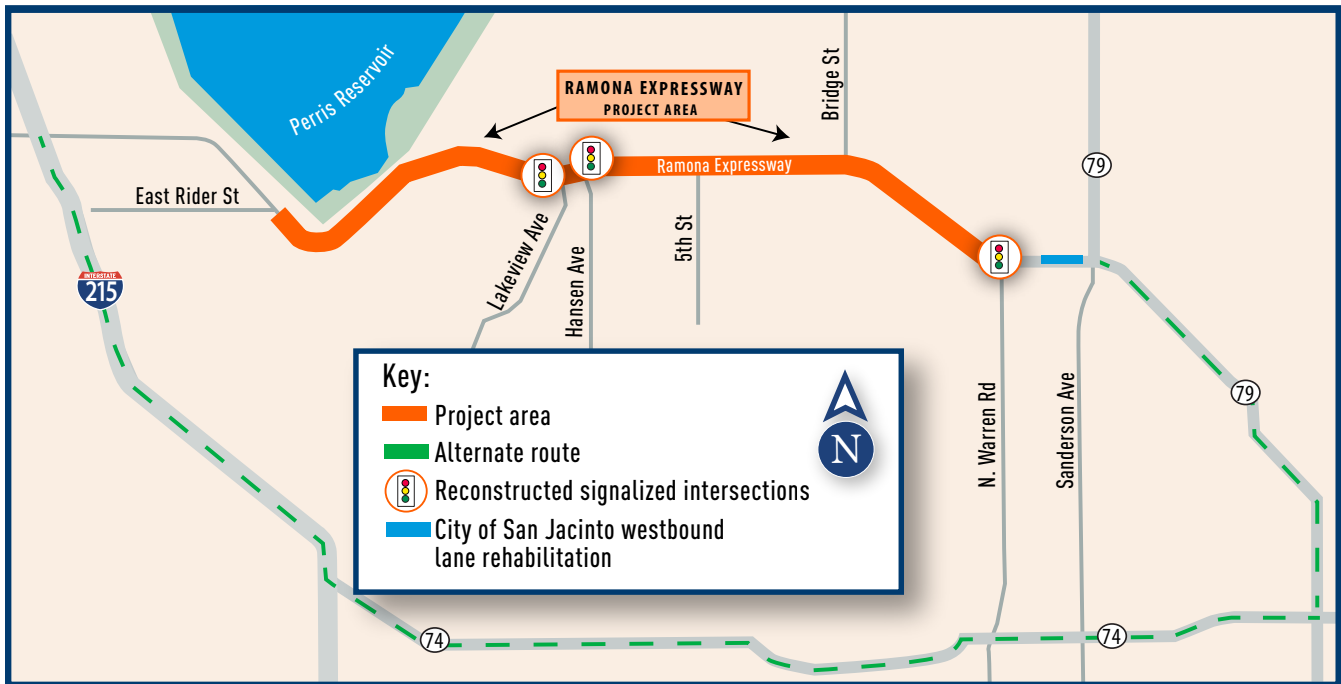 Perris Reservoir
RAMONA EXPRESSWAY
PROJECT AREA
Bridge St
79
Ramona Expressway
East Rider St
Lakeview Ave
Hansen Ave
5th St
INTERSTATE
215
79
N. Warren Rd
Sanderson Ave
Key:
Project area
Alternate route
Reconstructed signalized intersections
City of San Jacinto westbound
lane rehabilitation
N
74
74